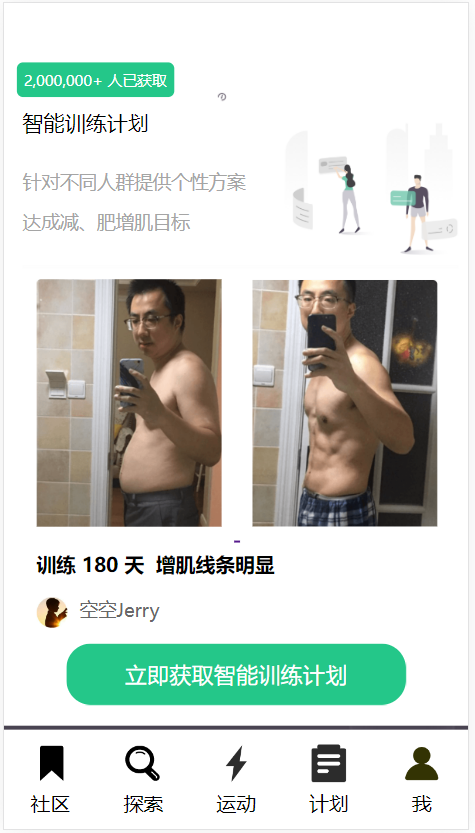 2,000,000+ 人已获取
智能训练计划
针对不同人群提供个性方案
达成减、肥增肌目标
训练 180 天 增肌线条明显
空空Jerry
立即获取智能训练计划
社区 探索 运动 计划 我